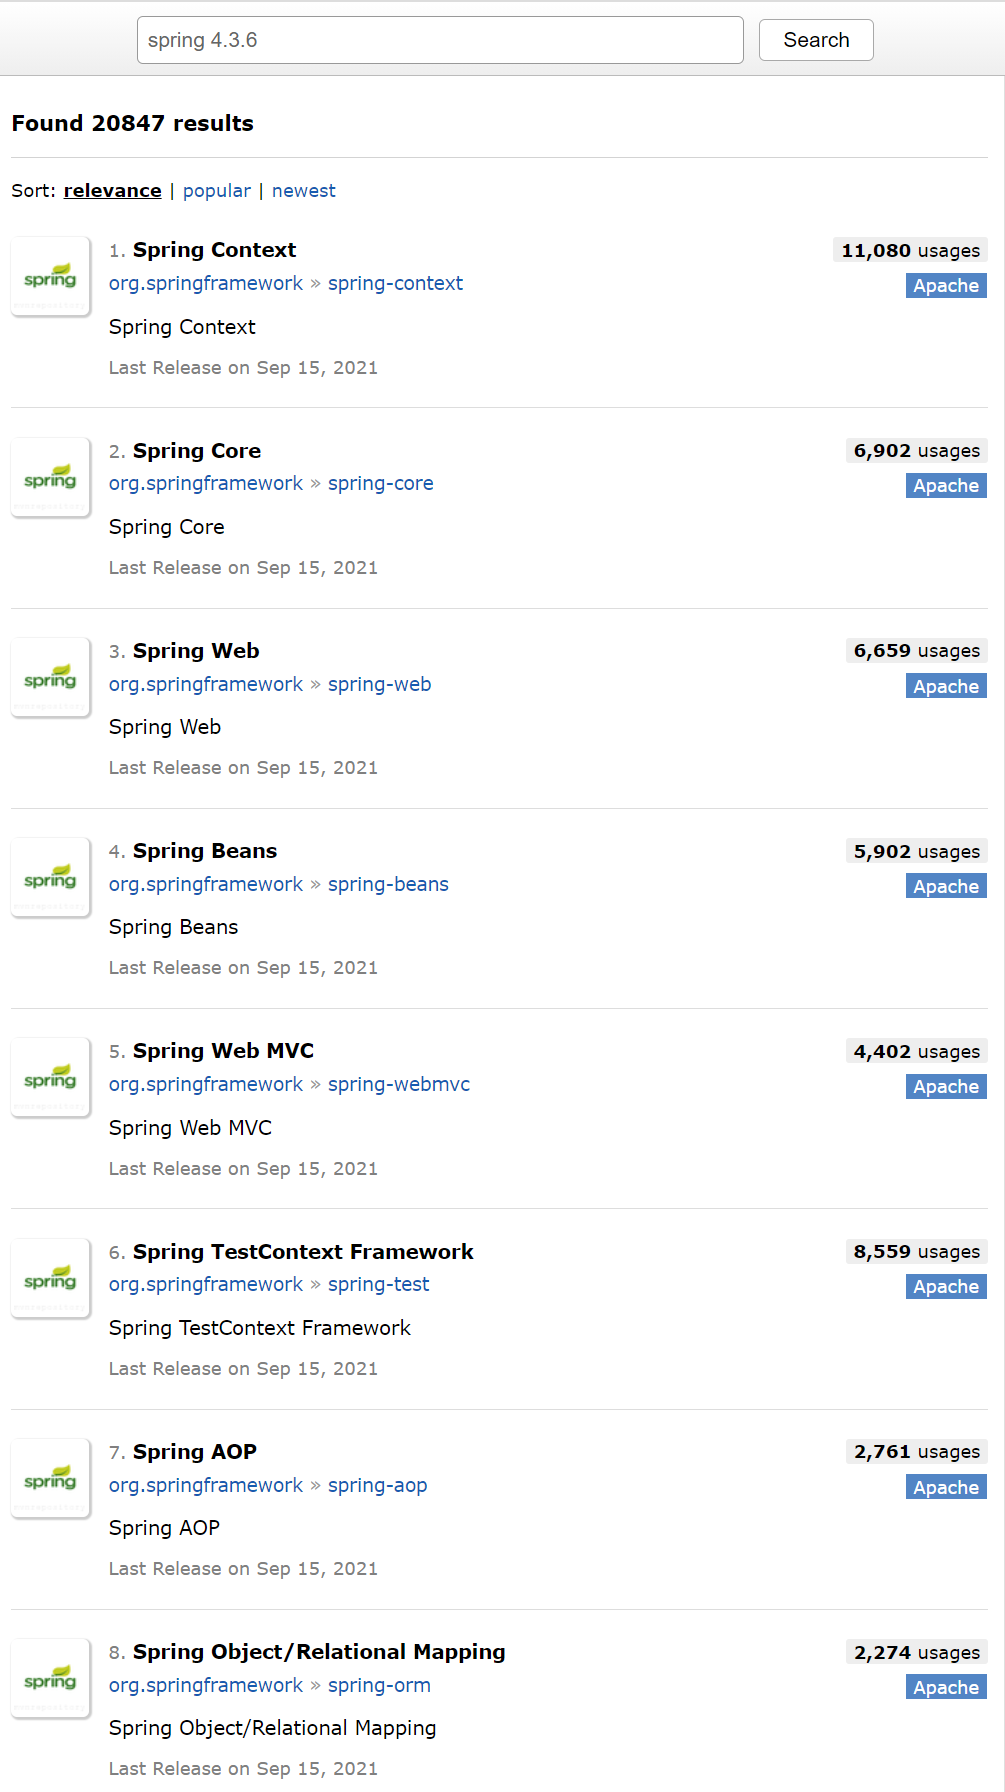 spring 4.3.6 Search
Found 20847 results
Sort: relevance | popular | newest
spring
1. Spring Context 11,080 usages
org.springframework » spring-context Apache
Spring Context
Last Release on Sep 15, 2021
spring
2. Spring Core 6,902 usages
org.springframework » spring-core Apache
Spring Core
Last Release on Sep 15, 2021
spring
3. Spring Web 6,659 usages
org.springframework » spring-web Apache
Spring Web
Last Release on Sep 15, 2021
spring
4. Spring Beans 5,902 usages
org.springframework » spring-beans Apache
Spring Beans
Last Release on Sep 15, 2021
spring
5. Spring Web MVC 4,402 usages
org.springframework » spring-webmvc Apache
Spring Web MVC
Last Release on Sep 15, 2021
spring
6. Spring TestContext Framework 8,559 usages
org.springframework » spring-test Apache
Spring TestContext Framework
Last Release on Sep 15, 2021
spring
7. Spring AOP 2,761 usages
org.springframework » spring-aop Apache
Spring AOP
Last Release on Sep 15, 2021
spring
8. Spring Object/Relational Mapping 2,274 usages
org.springframework » spring-orm Apache
Spring Object/Relational Mapping
Last Release on Sep 15, 2021